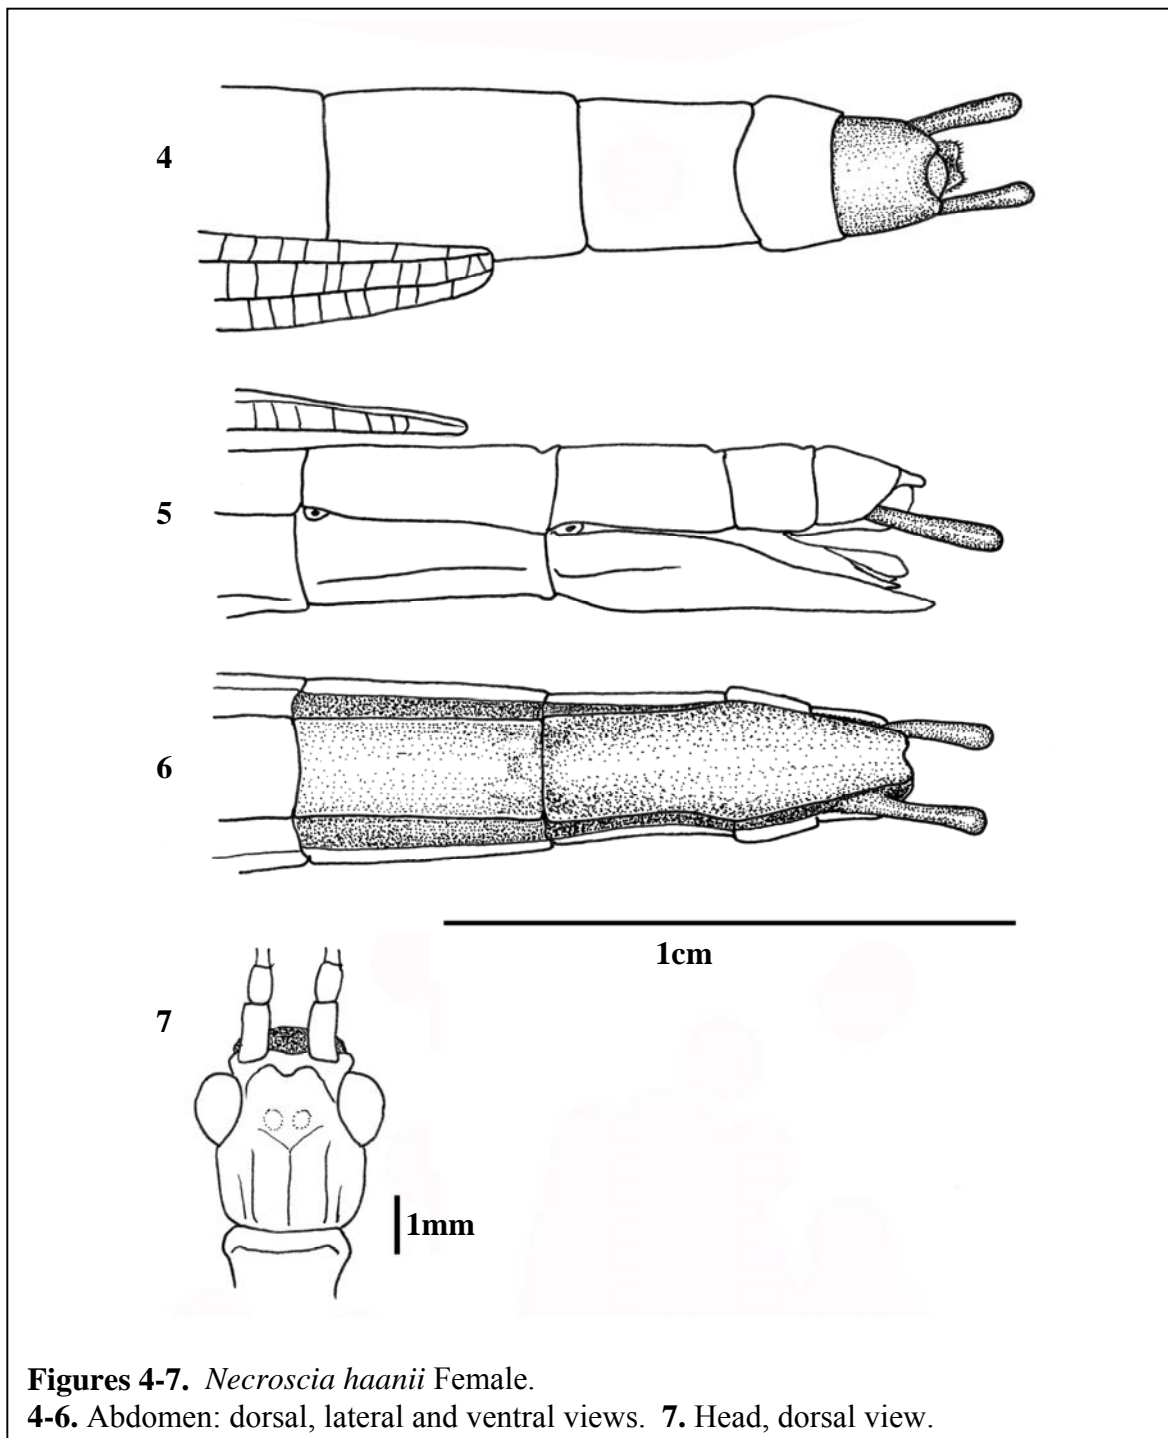 4
5
6
1cm
7
1mm
Figures 4-7. Necroscia haanii Female.
4-6. Abdomen: dorsal, lateral and ventral views. 7. Head, dorsal view.